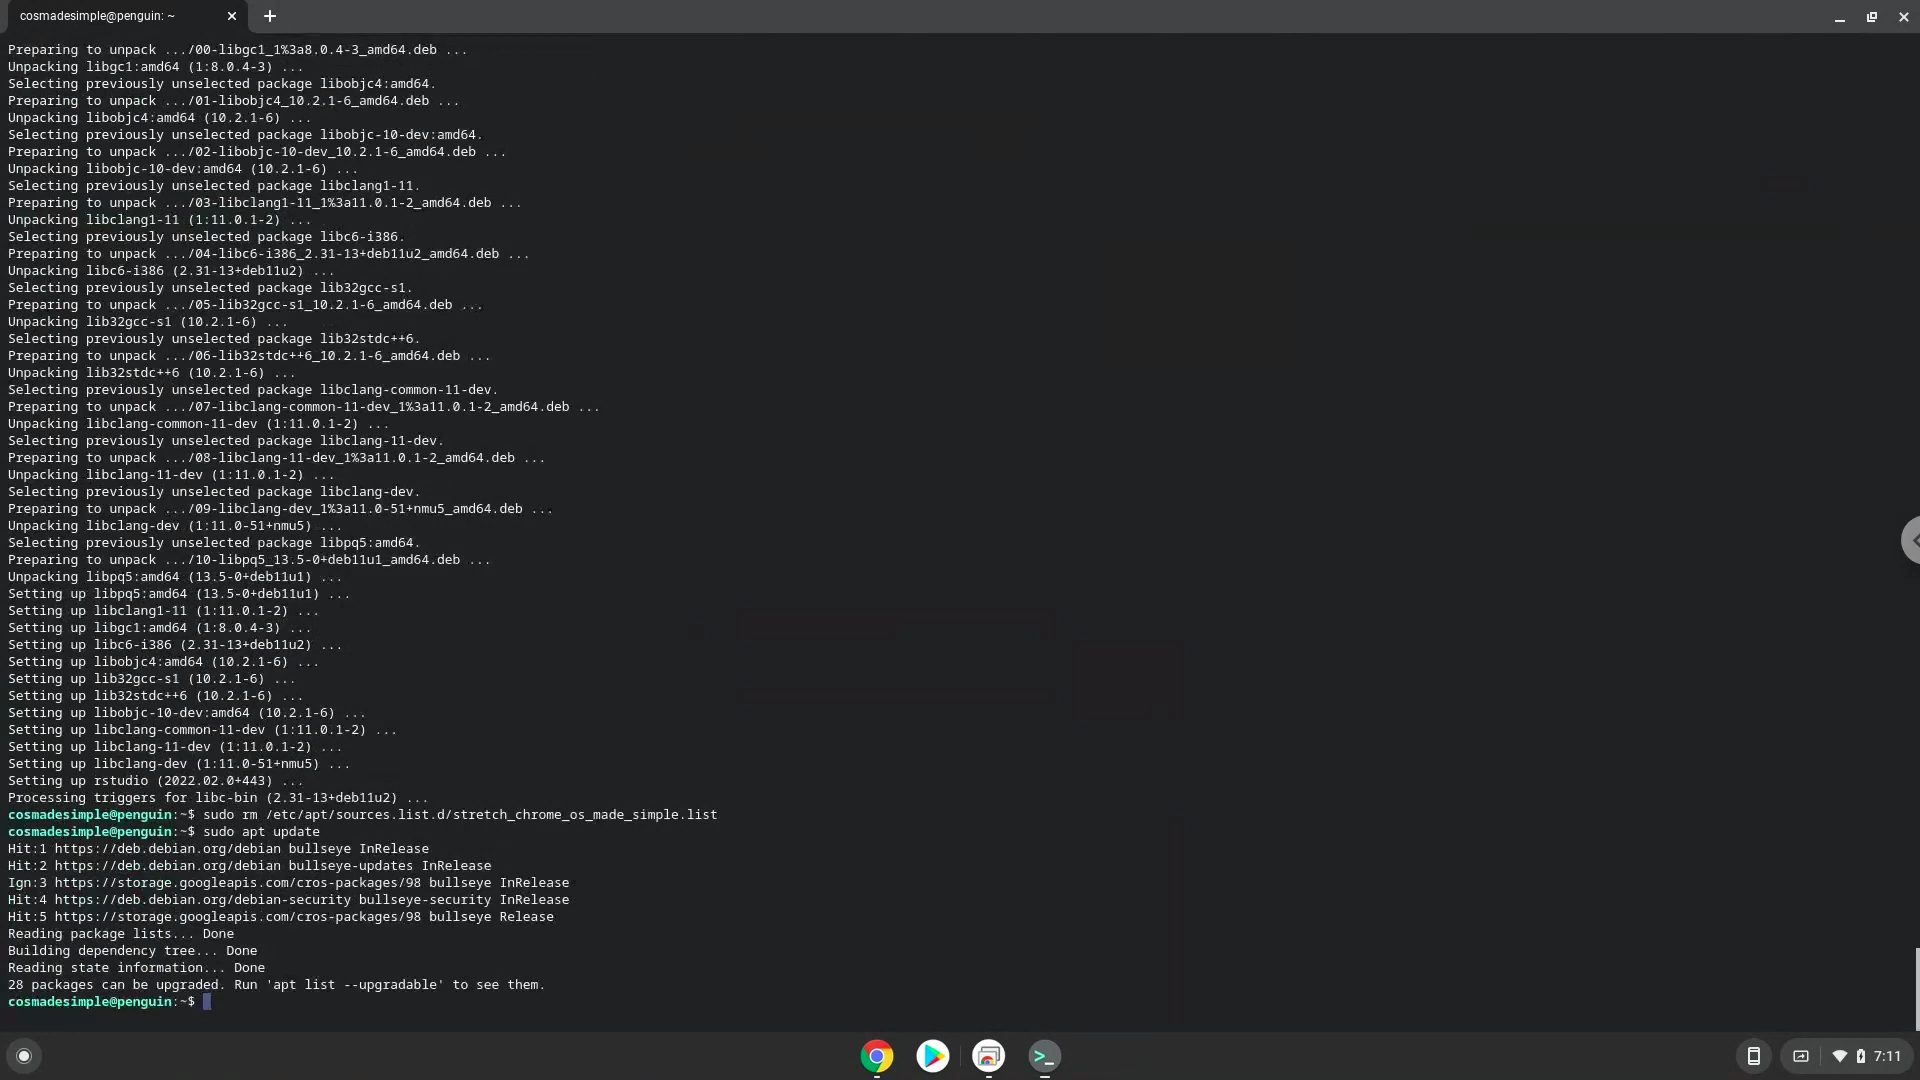 cosmadesimple@penguin: ~
Preparing to unpack .../00-libgc1_1%3a8.0.4-3_amd64.deb ...
Unpacking libgc1:amd64 (1:8.0.4-3) ...
Selecting previously unselected package libobjc4:amd64.
Preparing to unpack .../01-libobjc4_10.2.1-6_amd64.deb ...
Unpacking libobjc4:amd64 (10.2.1-6) ...
Selecting previously unselected package libobjc-10-dev:amd64.
Preparing to unpack .../02-libobjc-10-dev_10.2.1-6_amd64.deb ...
Unpacking libobjc-10-dev:amd64 (10.2.1-6) ...
Selecting previously unselected package libclang1-11.
Preparing to unpack .../03-libclang1-11_1%3a11.0.1-2_amd64.deb ...
Unpacking libclang1-11 (1:11.0.1-2) ...
Selecting previously unselected package libc6-i386.
Preparing to unpack .../04-libc6-i386_2.31-13+deb11u2_amd64.deb ...
Unpacking libc6-i386 (2.31-13+deb11u2) ...
Selecting previously unselected package lib32gcc-s1.
Preparing to unpack .../05-lib32gcc-s1_10.2.1-6_amd64.deb ...
Unpacking lib32gcc-s1 (10.2.1-6) ...
Selecting previously unselected package lib32stdc++6.
Preparing to unpack .../06-lib32stdc++6_10.2.1-6_amd64.deb ...
Unpacking lib32stdc++6 (10.2.1-6) ...
Selecting previously unselected package libclang-common-11-dev.
Preparing to unpack .../07-libclang-common-11-dev_1%3a11.0.1-2_amd64.deb ...
Unpacking libclang-common-11-dev (1:11.0.1-2) ...
Selecting previously unselected package libclang-11-dev.
Preparing to unpack .../08-libclang-11-dev_1%3a11.0.1-2_amd64.deb ...
Unpacking libclang-11-dev (1:11.0.1-2) ...
Selecting previously unselected package libclang-dev.
Preparing to unpack .../09-libclang-dev_1%3a11.0-51+nmu5_amd64.deb ...
Unpacking libclang-dev (1:11.0-51+nmu5) ...
Selecting previously unselected package libpq5:amd64.
Preparing to unpack .../10-libpq5_13.5-0+deb11u1_amd64.deb ...
Unpacking libpq5:amd64 (13.5-0+deb11u1) ...
Setting up libpq5:amd64 (13.5-0+deb11u1) ...
Setting up libclang1-11 (1:11.0.1-2) ...
Setting up libgc1:amd64 (1:8.0.4-3) ...
Setting up libc6-i386 (2.31-13+deb11u2) ...
Setting up libobjc4:amd64 (10.2.1-6) ...
Setting up lib32gcc-s1 (10.2.1-6) ...
Setting up lib32stdc++6 (10.2.1-6) ...
Setting up libobjc-10-dev:amd64 (10.2.1-6) ...
Setting up libclang-common-11-dev (1:11.0.1-2) ...
Setting up libclang-11-dev (1:11.0.1-2) ...
Setting up libclang-dev (1:11.0-51+nmu5) ...
Setting up rstudio (2022.02.0+443) ...
Processing triggers for libc-bin (2.31-13+deb11u2) ...
cosmadesimple@penguin:~$ sudo rm /etc/apt/sources.list.d/stretch_chrome_os_made_simple.list
cosmadesimple@penguin:~$ sudo apt update
Hit:1 https://deb.debian.org/debian bullseye InRelease
Hit:2 https://deb.debian.org/debian bullseye-updates InRelease
Ign:3 https://storage.googleapis.com/cros-packages/98 bullseye InRelease
Hit:4 https://deb.debian.org/debian-security bullseye-security InRelease
Hit:5 https://storage.googleapis.com/cros-packages/98 bullseye Release
Reading package lists... Done
Building dependency tree... Done
Reading state information... Done
28 packages can be upgraded. Run 'apt list --upgradable' to see them.
cosmadesimple@penguin:~$
7:11